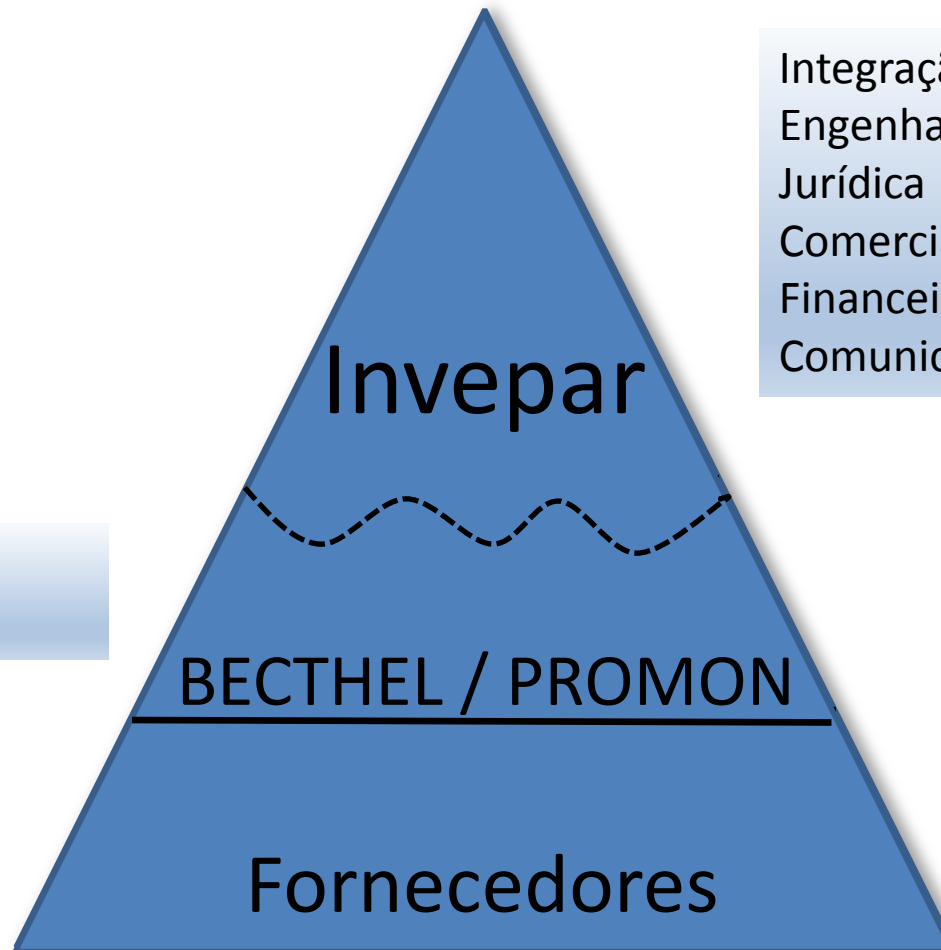 Integraçã
Engenha
Jurídica
Comerci
Financei
Comunic
Invepar
BECTHEL / PROMON
Fornecedores